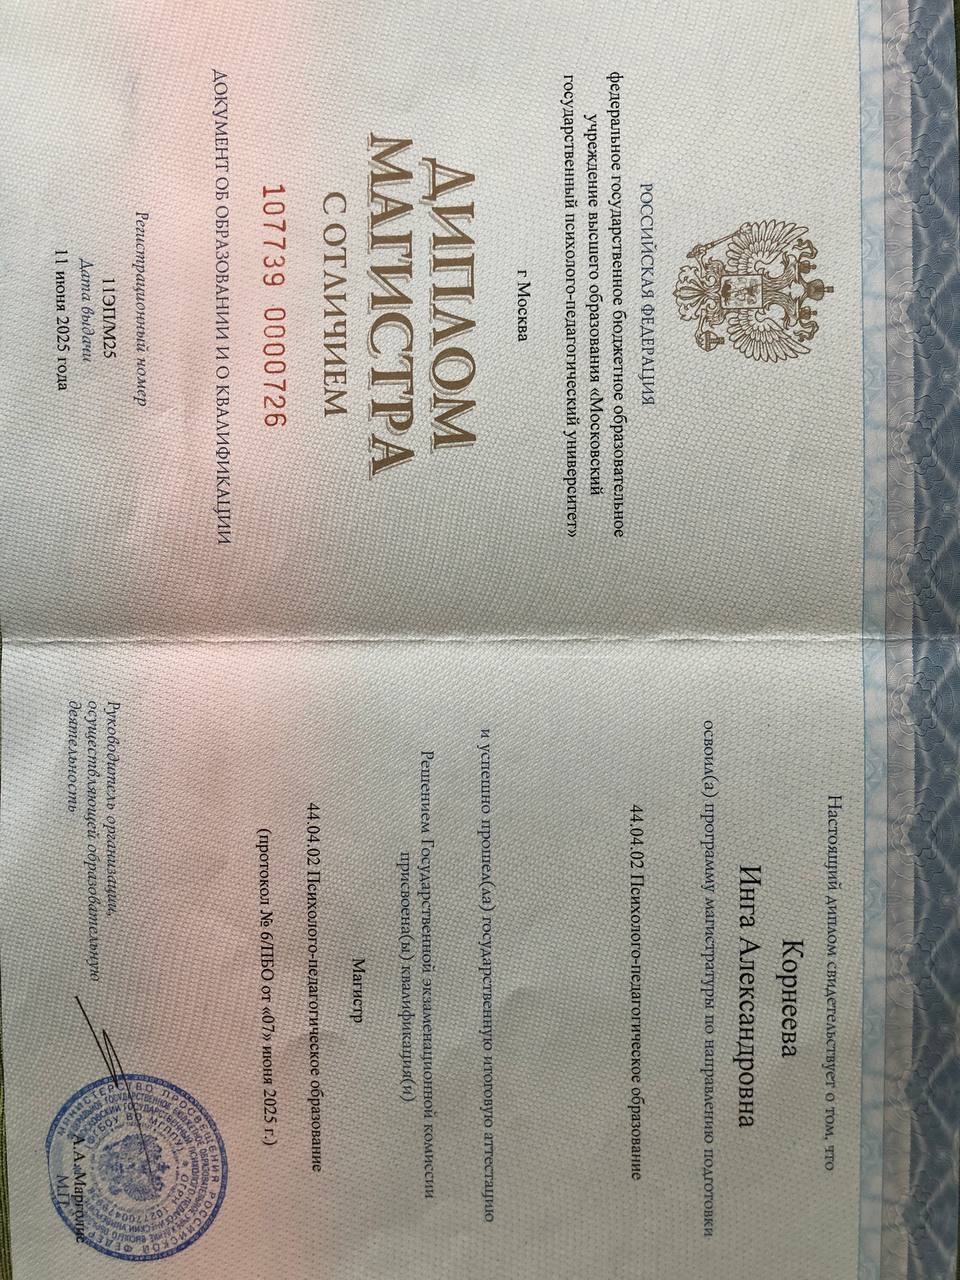 РОССИЙСКАЯ ФЕДЕРАЦИЯ
федеральное государственное бюджетное образовательное
учреждение высшего образования «Московский
государственный психолого-педагогический университет»
г Москва
ДИПЛОМ
МАГИСТРА
С ОТЛИЧИЕМ
107739 0000726
ДОКУМЕНТ ОБ ОБРАЗОВАНИИ И О КВАЛИФИКАЦИИ
Регистрационный номер
11ЭП/М25
Дата выдачи
11 июня 2025 года
Настоящий диплом свидетельствует о том, что
Корнеева
Инга Александровна
освоил(а) программу магистратуры по направлению подготовки
44.04.02 Психолого-педагогическое образование
и успешно прошел(ла) государственную итоговую аттестацию
Решением Государственной экзаменационной комиссии
присвоена(ы) квалификация(и)
Магистр
44.04.02 Психолого-педагогическое образование
(протокол № 6/ПБО от «07» июня 2025 г.)
Руководитель организации,
осуществляющей образовательную
деятельность
А.А. Марголис
М.П.